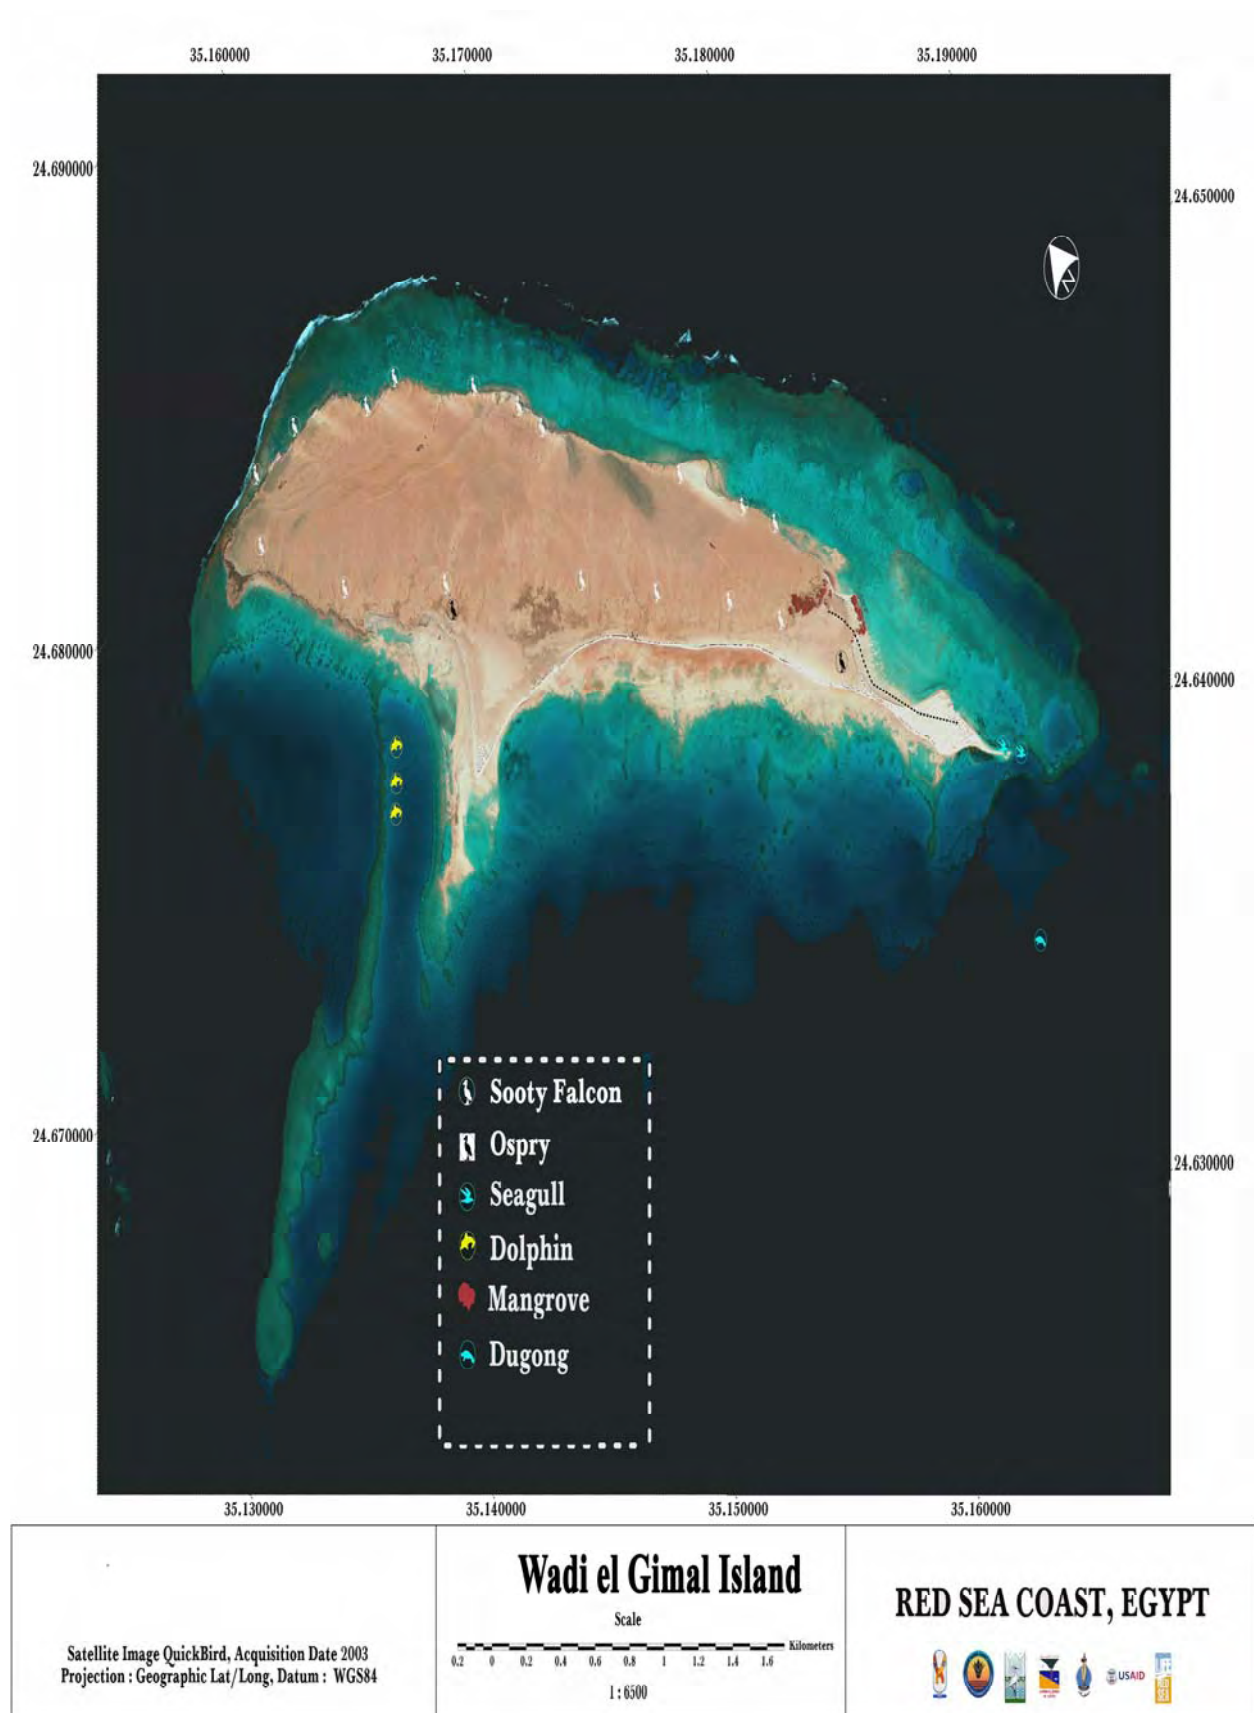 35.160000 35.170000 35.180000 35.190000
24.690000
24.650000
N
24.680000
24.640000
24.670000
24.630000
Sooty Falcon
Ospry
Seagull
Dolphin
Mangrove
Dugong
35.130000 35.140000 35.150000 35.160000
Satellite Image QuickBird, Acquisition Date 2003
Projection : Geographic Lat/Long, Datum : WGS84
Wadi el Gimal Island
Scale
Kilometers
0.2 0 0.2 0.4 0.6 0.8 1 1.2 1.4 1.6
1 : 6500
RED SEA COAST, EGYPT
USAID